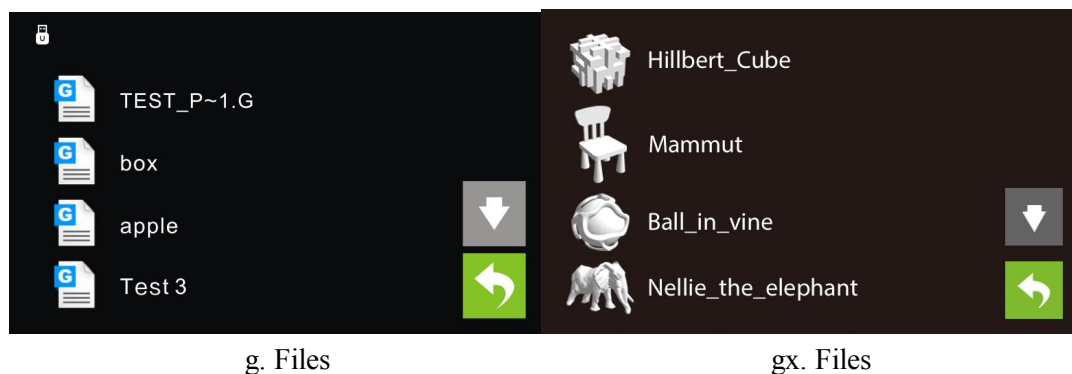 TEST_P~1.G
box
apple
Test 3
Hillbert_Cube
Mammut
Ball_in_vine
Nellie_the_elephant
G
G
G
G
U
g. Files
gx. Files